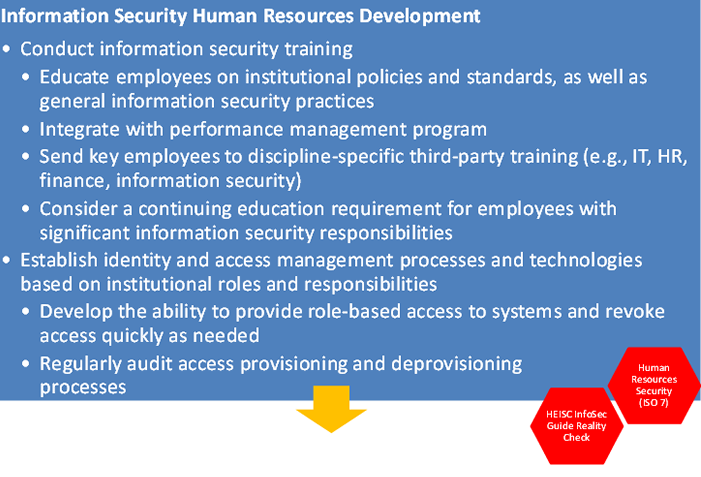 Information Security Human Resources Development
• Conduct information security training
• Educate employees on institutional policies and standards, as well as
general information security practices
• Integrate with performance management program
• Send key employees to discipline-specific third-party training (e.g., IT, HR,
finance, information security)
• Consider a continuing education requirement for employees with
significant information security responsibilities
• Establish identity and access management processes and technologies
based on institutional roles and responsibilities
• Develop the ability to provide role-based access to systems and revoke
access quickly as needed
• Regularly audit access provisioning and deprovisioning
processes
Human
Resources
Security
(ISO 7)
HEISC InfoSec
Guide Reality
Check